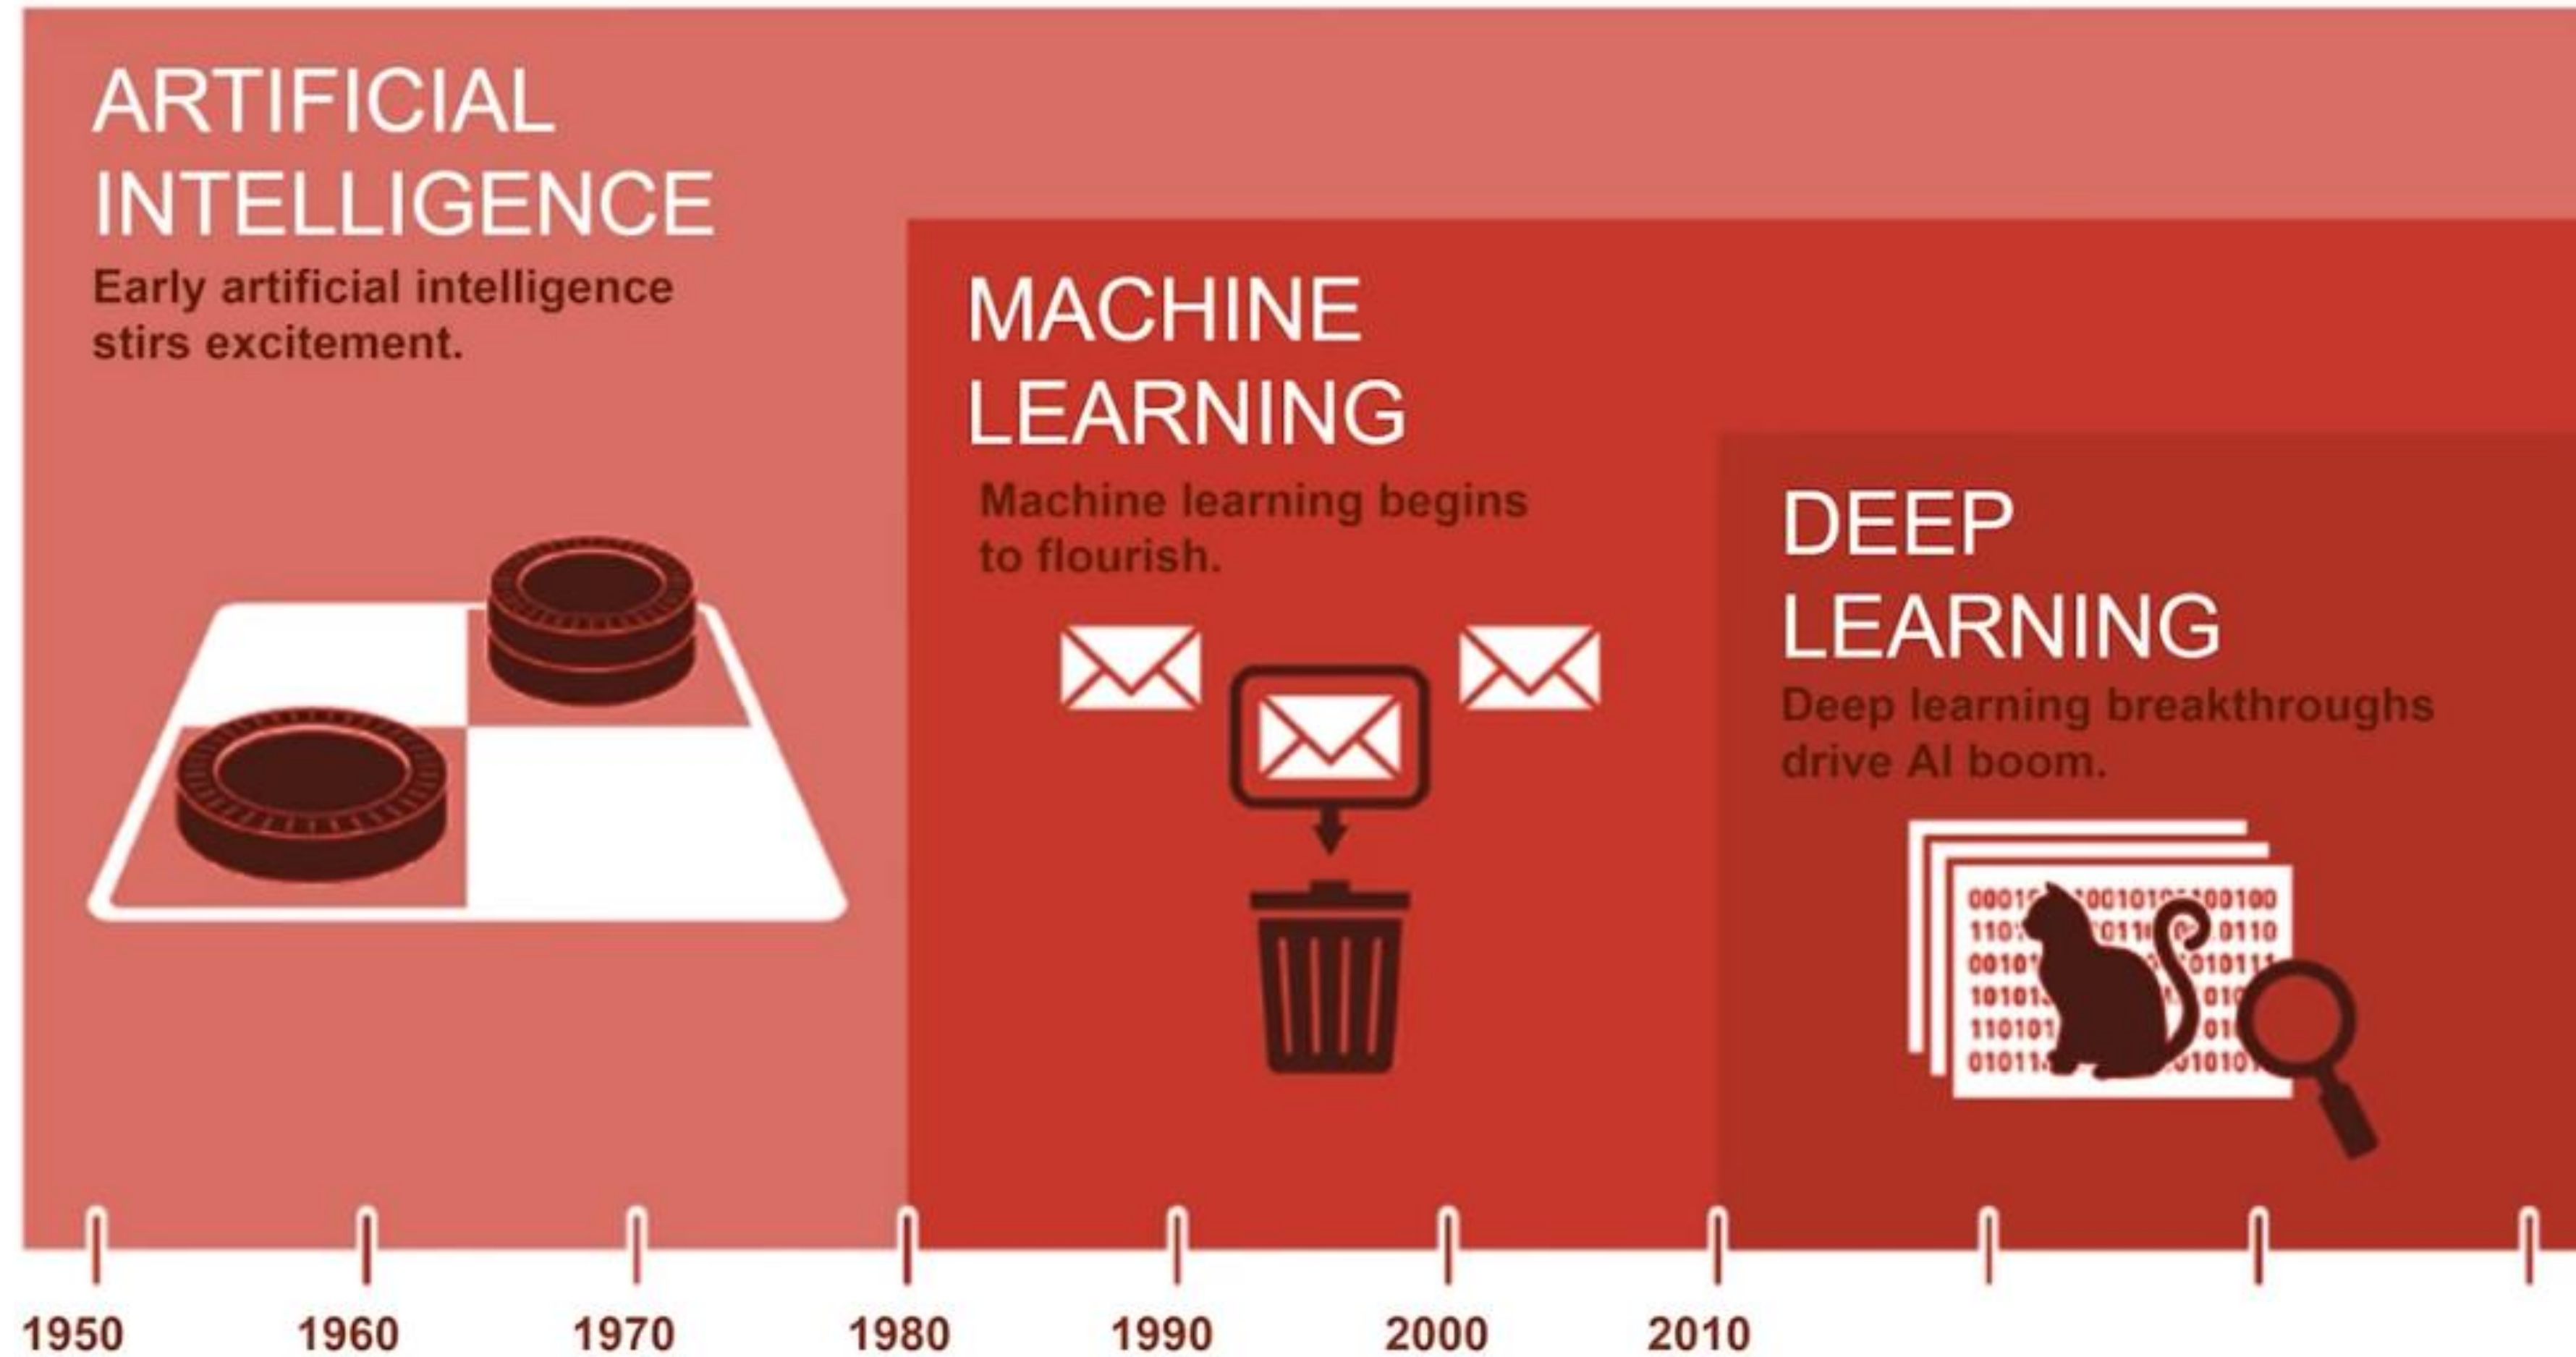 ARTIFICIAL
INTELLIGENCE
Early artificial intelligence
stirs excitement.
MACHINE
LEARNING
Machine learning begins
to flourish.
DEEP
LEARNING
Deep learning breakthroughs
drive AI boom.
1950 1960 1970 1980 1990 2000 2010